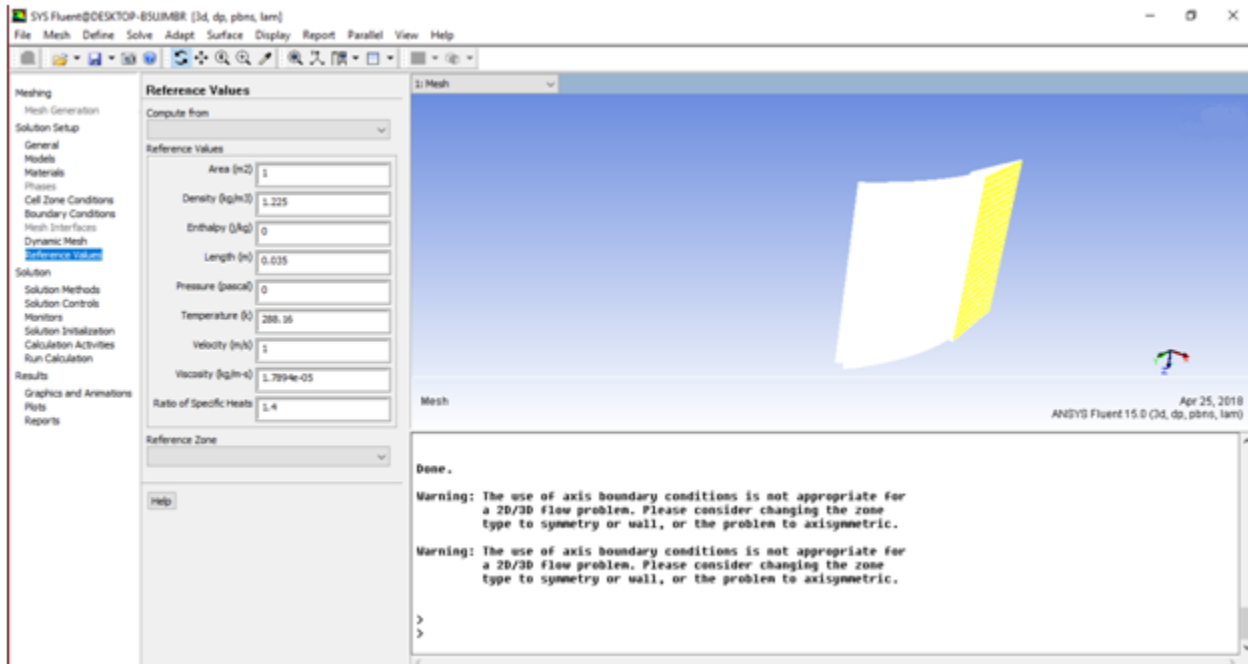 SYS Fluent@DESKTOP-B5UJMBR [3d, dp, pbns, lam]
File Mesh Define Solve Adapt Surface Display Report Parallel View Help
Meshing
Mesh Generation
Solution Setup
General
Models
Materials
Phases
Cell Zone Conditions
Boundary Conditions
Mesh Interfaces
Dynamic Mesh
Reference Values
Solution
Solution Methods
Solution Controls
Monitors
Solution Initialization
Calculation Activities
Run Calculation
Results
Graphics and Animations
Plots
Reports
Reference Values
Compute from
Reference Values
Area (m2) 1
Density (kg/m3) 1.225
Enthalpy (j/kg) 0
Length (m) 0.035
Pressure (pascal) 0
Temperature (k) 288.16
Velocity (m/s) 1
Viscosity (kg/m-s) 1.7894e-05
Ratio of Specific Heats 1.4
Reference Zone
Help
1: Mesh
Mesh
Apr 25, 2018
ANSYS Fluent 15.0 (3d, dp, pbns, lam)
Done.
Warning: The use of axis boundary conditions is not appropriate for
a 2D/3D flow problem. Please consider changing the zone
type to symmetry or wall, or the problem to axisymmetric.
Warning: The use of axis boundary conditions is not appropriate for
a 2D/3D flow problem. Please consider changing the zone
type to symmetry or wall, or the problem to axisymmetric.
>
>